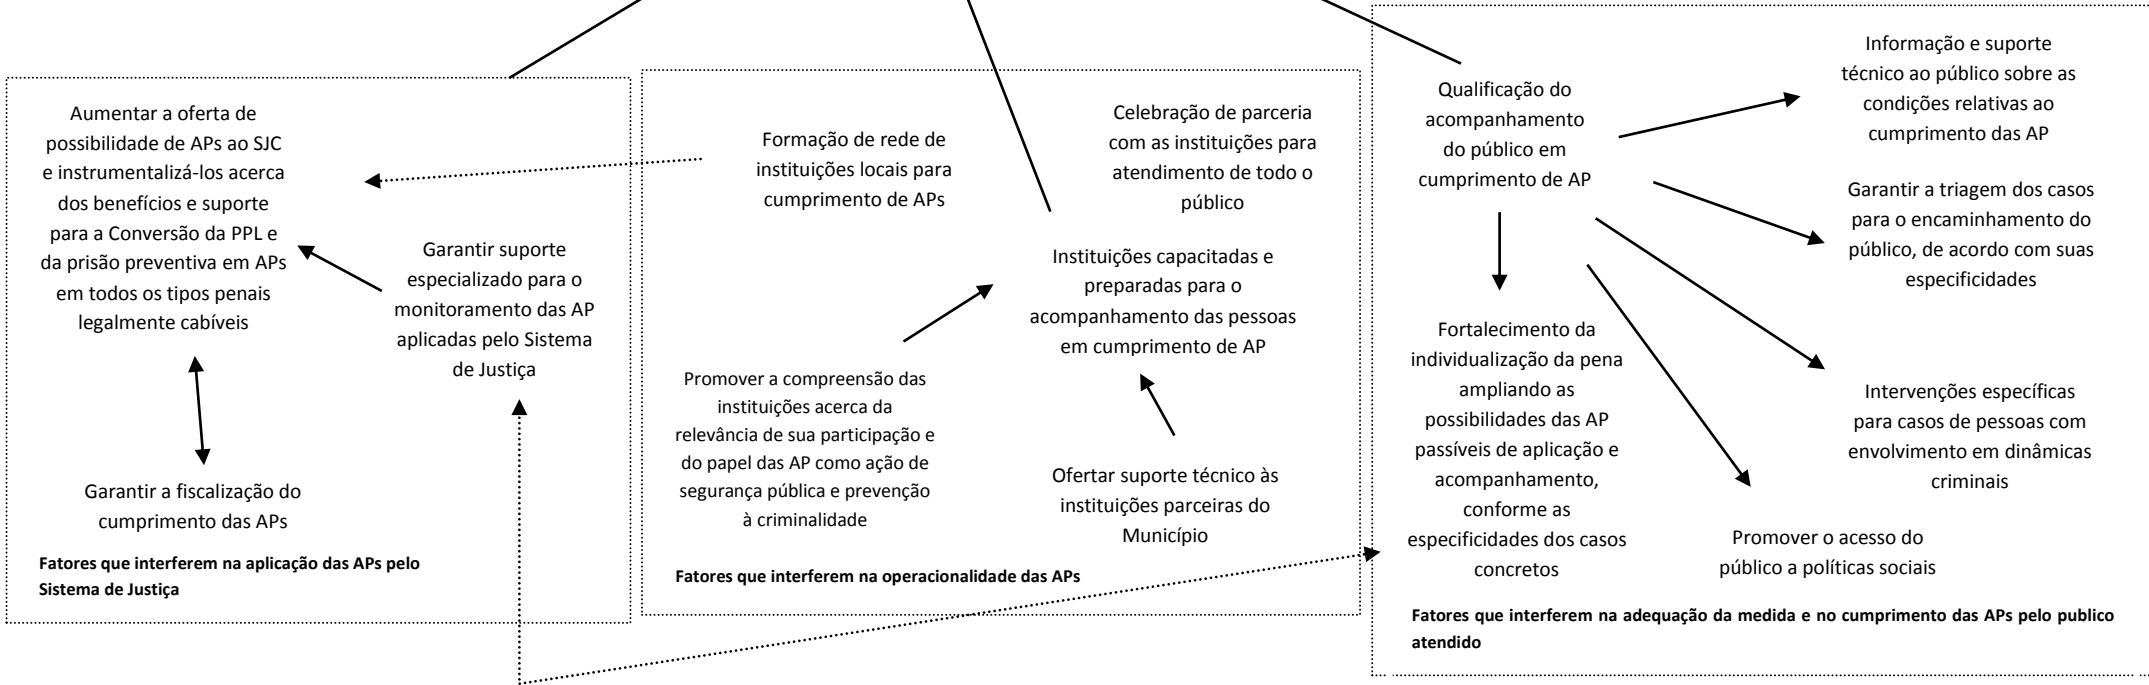 Aumentar a oferta de
possibilidade de APs ao SJC
e instrumentalizá-los acerca
dos benefícios e suporte
para a Conversão da PPL e
da prisão preventiva em APs
em todos os tipos penais
legalmente cabíveis
Garantir suporte
especializado para o
monitoramento das AP
aplicadas pelo Sistema
de Justiça
Garantir a fiscalização do
cumprimento das APs
Fatores que interferem na aplicação das APs pelo
Sistema de Justiça
Formação de rede de
instituições locais para
cumprimento de APs
Celebração de parceria
com as instituições para
atendimento de todo o
público
Instituições capacitadas e
preparadas para o
acompanhamento das pessoas
em cumprimento de AP
Promover a compreensão das
instituições acerca da
relevância de sua participação e
do papel das AP como ação de
segurança pública e prevenção
à criminalidade
Ofertar suporte técnico às
instituições parceiras do
Município
Fatores que interferem na operacionalidade das APs
Qualificação do
acompanhamento
do público em
cumprimento de AP
Informação e suporte
técnico ao público sobre as
condições relativas ao
cumprimento das AP
Garantir a triagem dos casos
para o encaminhamento do
público, de acordo com suas
especificidades
Fortalecimento da
individualização da pena
ampliando as
possibilidades das AP
passíveis de aplicação e
acompanhamento,
conforme as
especificidades dos casos
concretos
Intervenções específicas
para casos de pessoas com
envolvimento em dinâmicas
criminais
Promover o acesso do
público a políticas sociais
Fatores que interferem na adequação da medida e no cumprimento das APs pelo publico
atendido